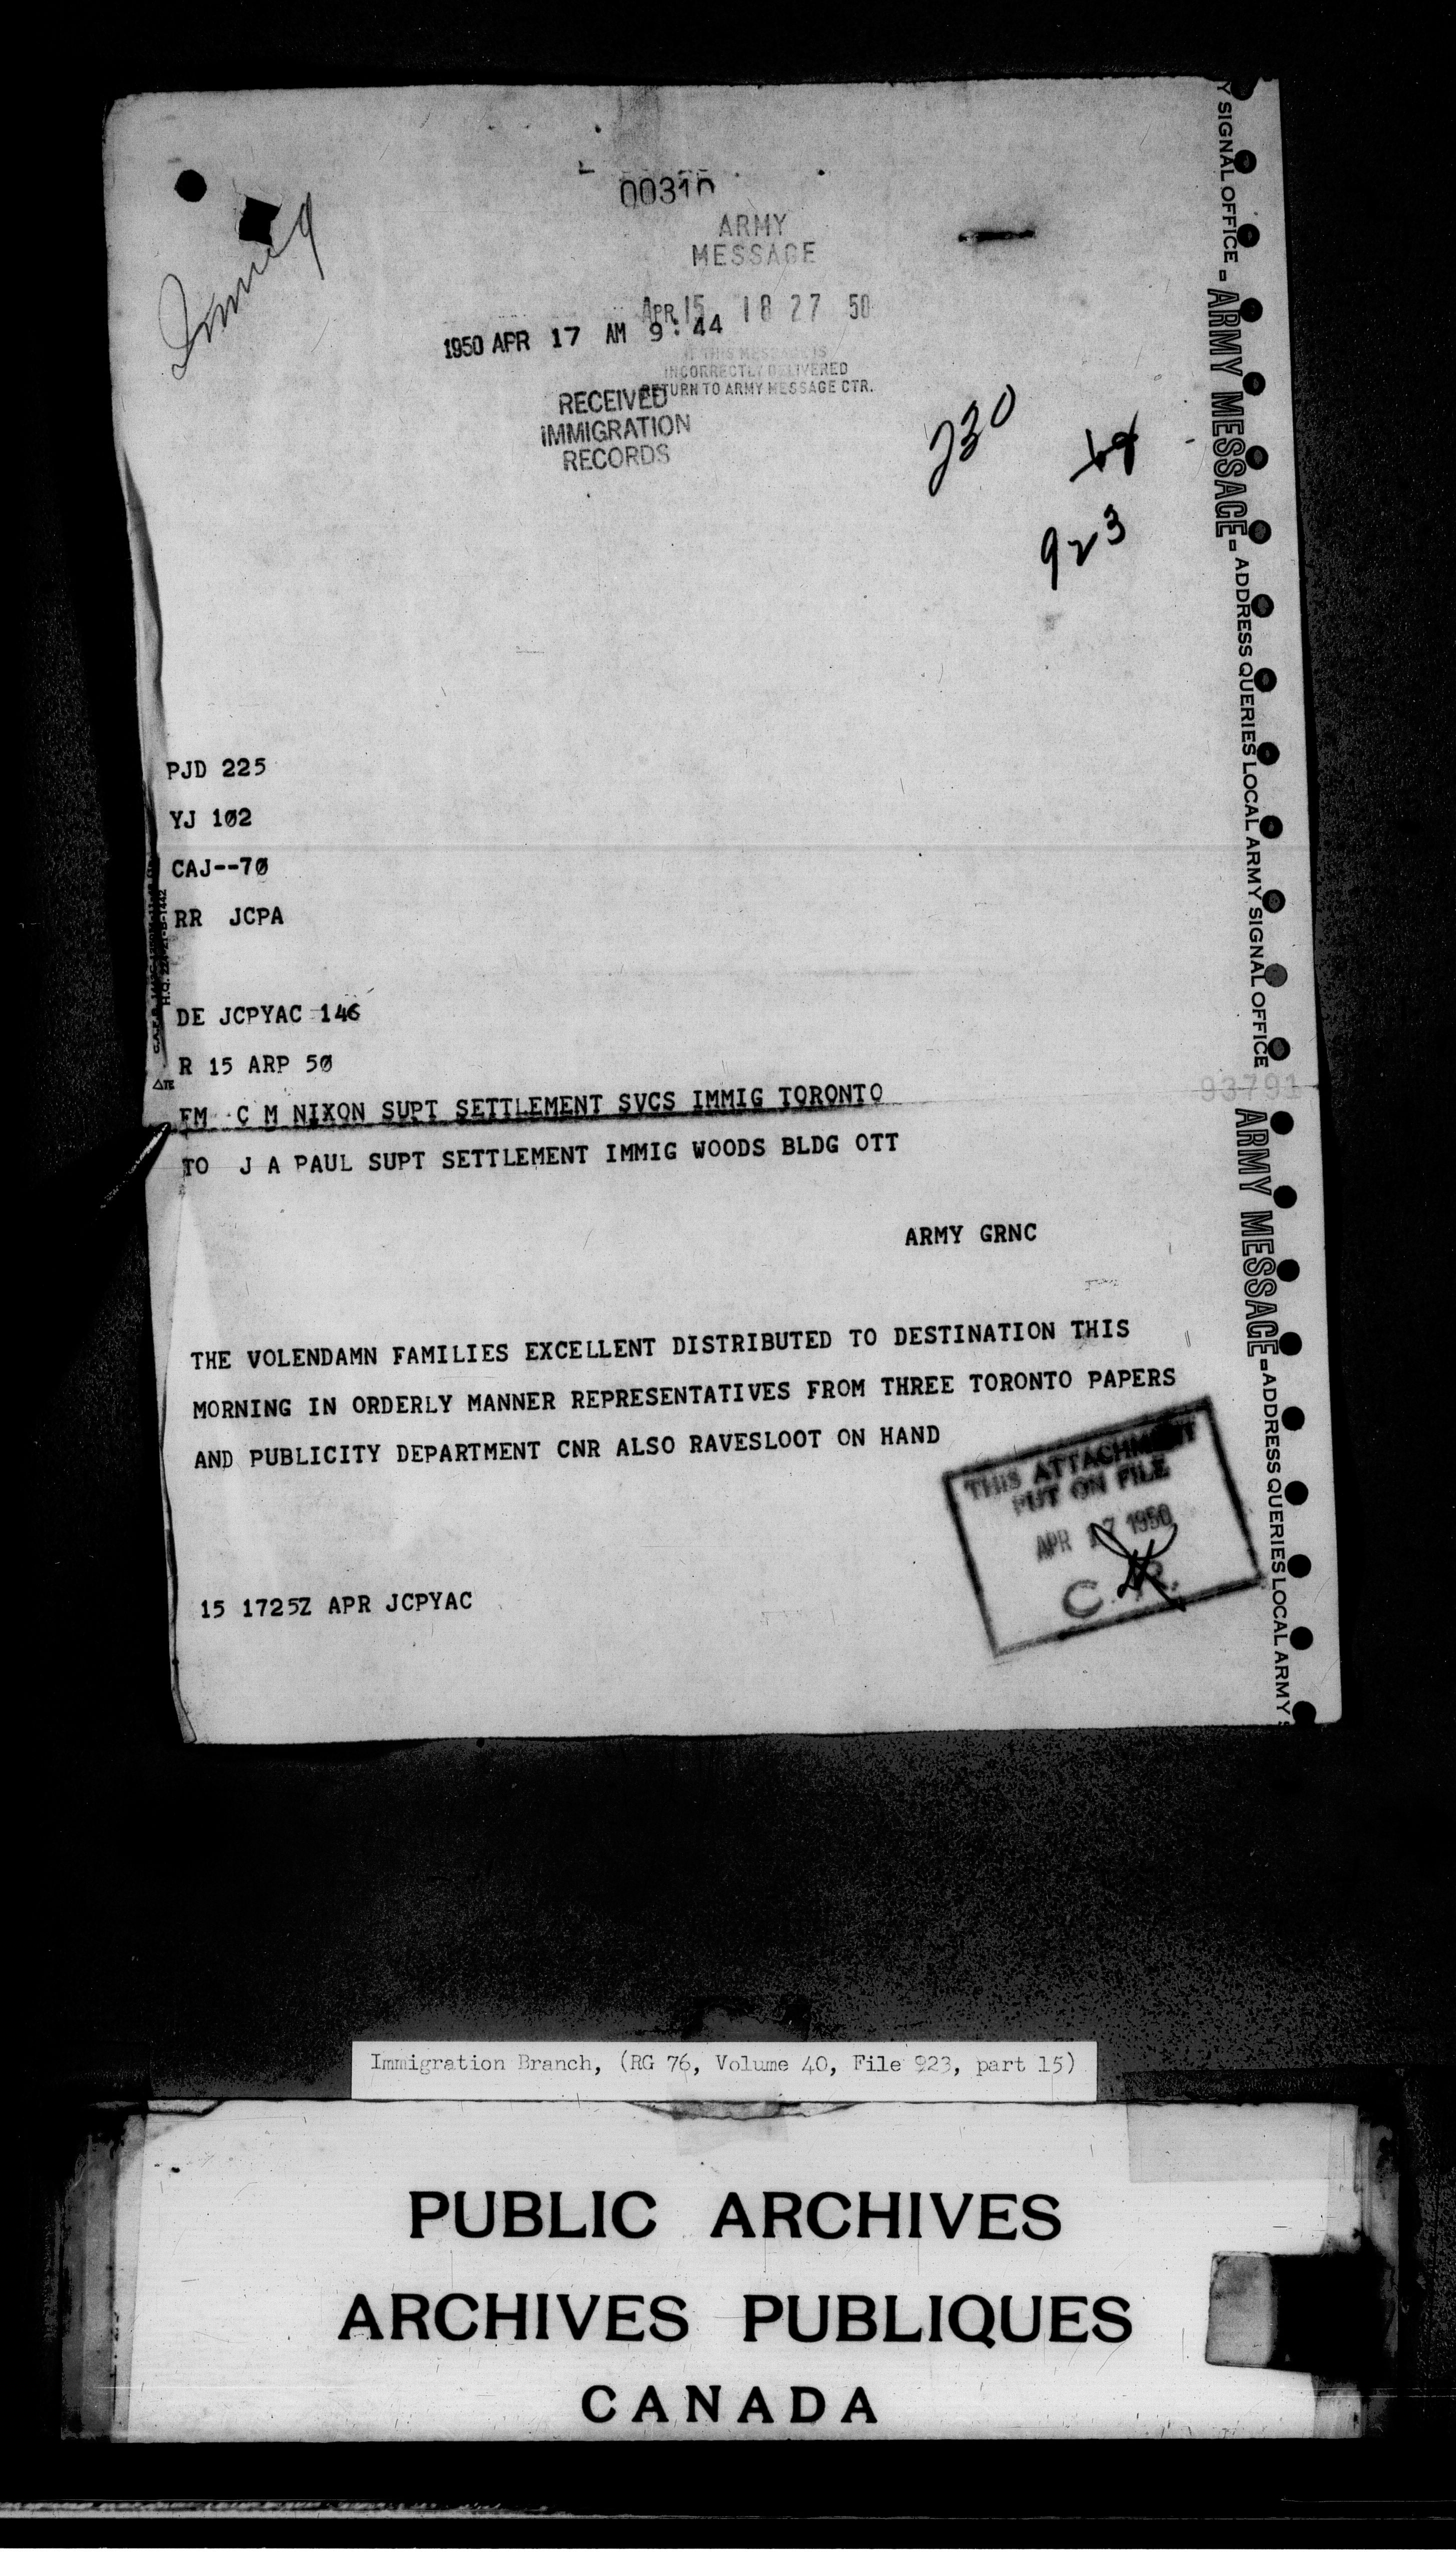 ARMY
MESSAGE
APR 15 18 27 50
1950 APR 17 AM 9:44
IF THIS MESSAGE IS
INCORRECTLY DELIVERED
RETURN TO ARMY MESSAGE CTR.
RECEIVED
IMMIGRATION
RECORDS
230
923
Y SIGNAL OFFICE - ARMY MESSAGE - ADDRESS QUERIES LOCAL ARMY SIGNAL OFFICE
ARMY MESSAGE - ADDRESS QUERIES LOCAL ARMY
93791
PJD 225
YJ 102
CAJ--70
RR JCPA
DE JCPYAC 146
R 15 ARP 50
FM C M NIXON SUPT SETTLEMENT SVCS IMMIG TORONTO
TO J A PAUL SUPT SETTLEMENT IMMIG WOODS BLDG OTT
ARMY GRNC
THE VOLENDAMN FAMILIES EXCELLENT DISTRIBUTED TO DESTINATION THIS
MORNING IN ORDERLY MANNER REPRESENTATIVES FROM THREE TORONTO PAPERS
AND PUBLICITY DEPARTMENT CNR ALSO RAVESLOOT ON HAND
THIS ATTACHMENT
PUT ON FILE
APR 17 1950
C.R.
15 1725Z APR JCPYAC
Immigration Branch, (RG 76, Volume 40, File 923, part 15)
PUBLIC ARCHIVES
ARCHIVES PUBLIQUES
CANADA